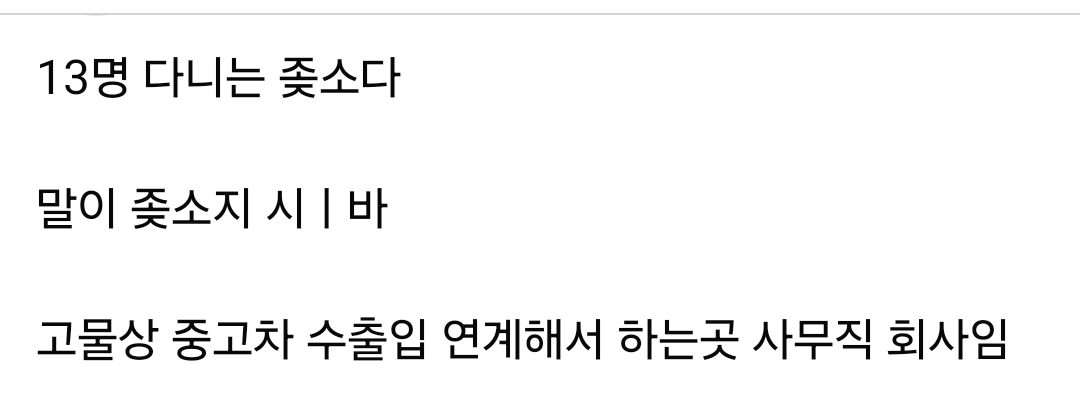 13명 다니는 좆소다
말이 좆소지 시ㅣ바
고물상 중고차 수출입 연계해서 하는곳 사무직 회사임